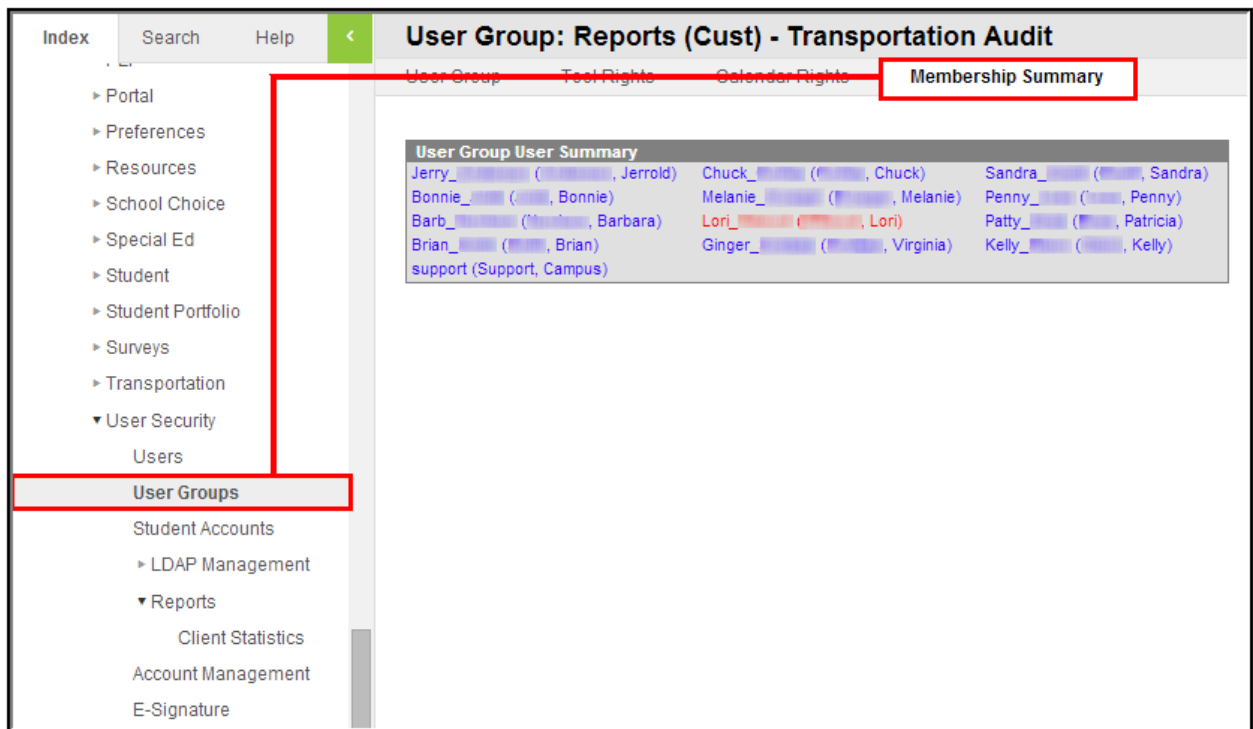 Index Search Help <
User Group: Reports (Cust) - Transportation Audit
User Group Tool Rights Calendar Rights Membership Summary
▸ Portal
▸ Preferences
▸ Resources
▸ School Choice
▸ Special Ed
▸ Student
▸ Student Portfolio
▸ Surveys
▸ Transportation
▾ User Security
Users
User Groups
Student Accounts
▸ LDAP Management
▾ Reports
Client Statistics
Account Management
E-Signature
User Group User Summary
Jerry_ ( , Jerrold) Chuck_ ( , Chuck) Sandra_ ( , Sandra)
Bonnie_ ( , Bonnie) Melanie_ ( , Melanie) Penny_ ( , Penny)
Barb_ ( , Barbara) Lori_ ( , Lori) Patty_ ( , Patricia)
Brian_ ( , Brian) Ginger_ ( , Virginia) Kelly_ ( , Kelly)
support (Support, Campus)